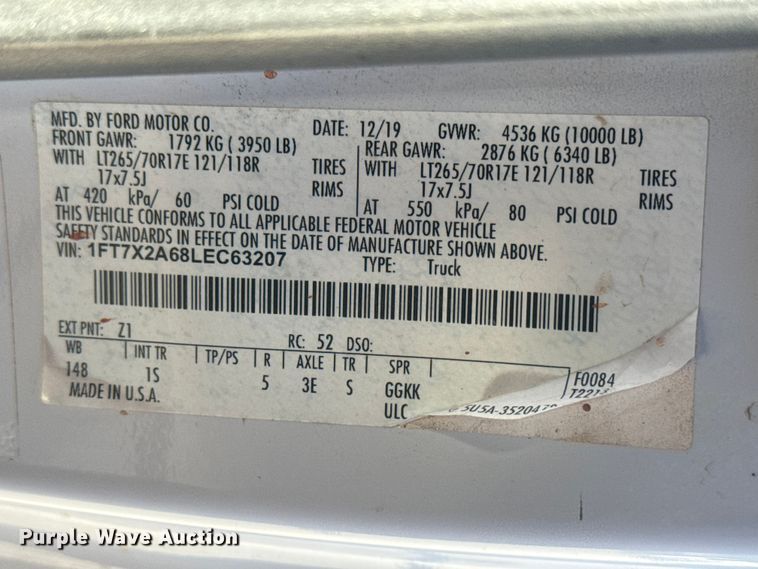 MFD. BY FORD MOTOR CO. DATE: 12/19 GVWR: 4536 KG (10000 LB)
FRONT GAWR: 1792 KG ( 3950 LB) REAR GAWR: 2876 KG ( 6340 LB)
WITH LT265/70R17E 121/118R TIRES WITH LT265/70R17E 121/118R TIRES
17x7.5J RIMS 17x7.5J RIMS
AT 420 kPa/ 60 PSI COLD AT 550 kPa/ 80 PSI COLD
THIS VEHICLE CONFORMS TO ALL APPLICABLE FEDERAL MOTOR VEHICLE
SAFETY STANDARDS IN EFFECT ON THE DATE OF MANUFACTURE SHOWN ABOVE.
VIN: 1FT7X2A68LEC63207 TYPE: Truck
EXT PNT: Z1 RC: 52 DSO:
WB INT TR TP/PS R AXLE TR SPR
148 1S 5 3E S GGKK F0084
MADE IN U.S.A. ULC 5U5A-35204 T221
Purple Wave Auction